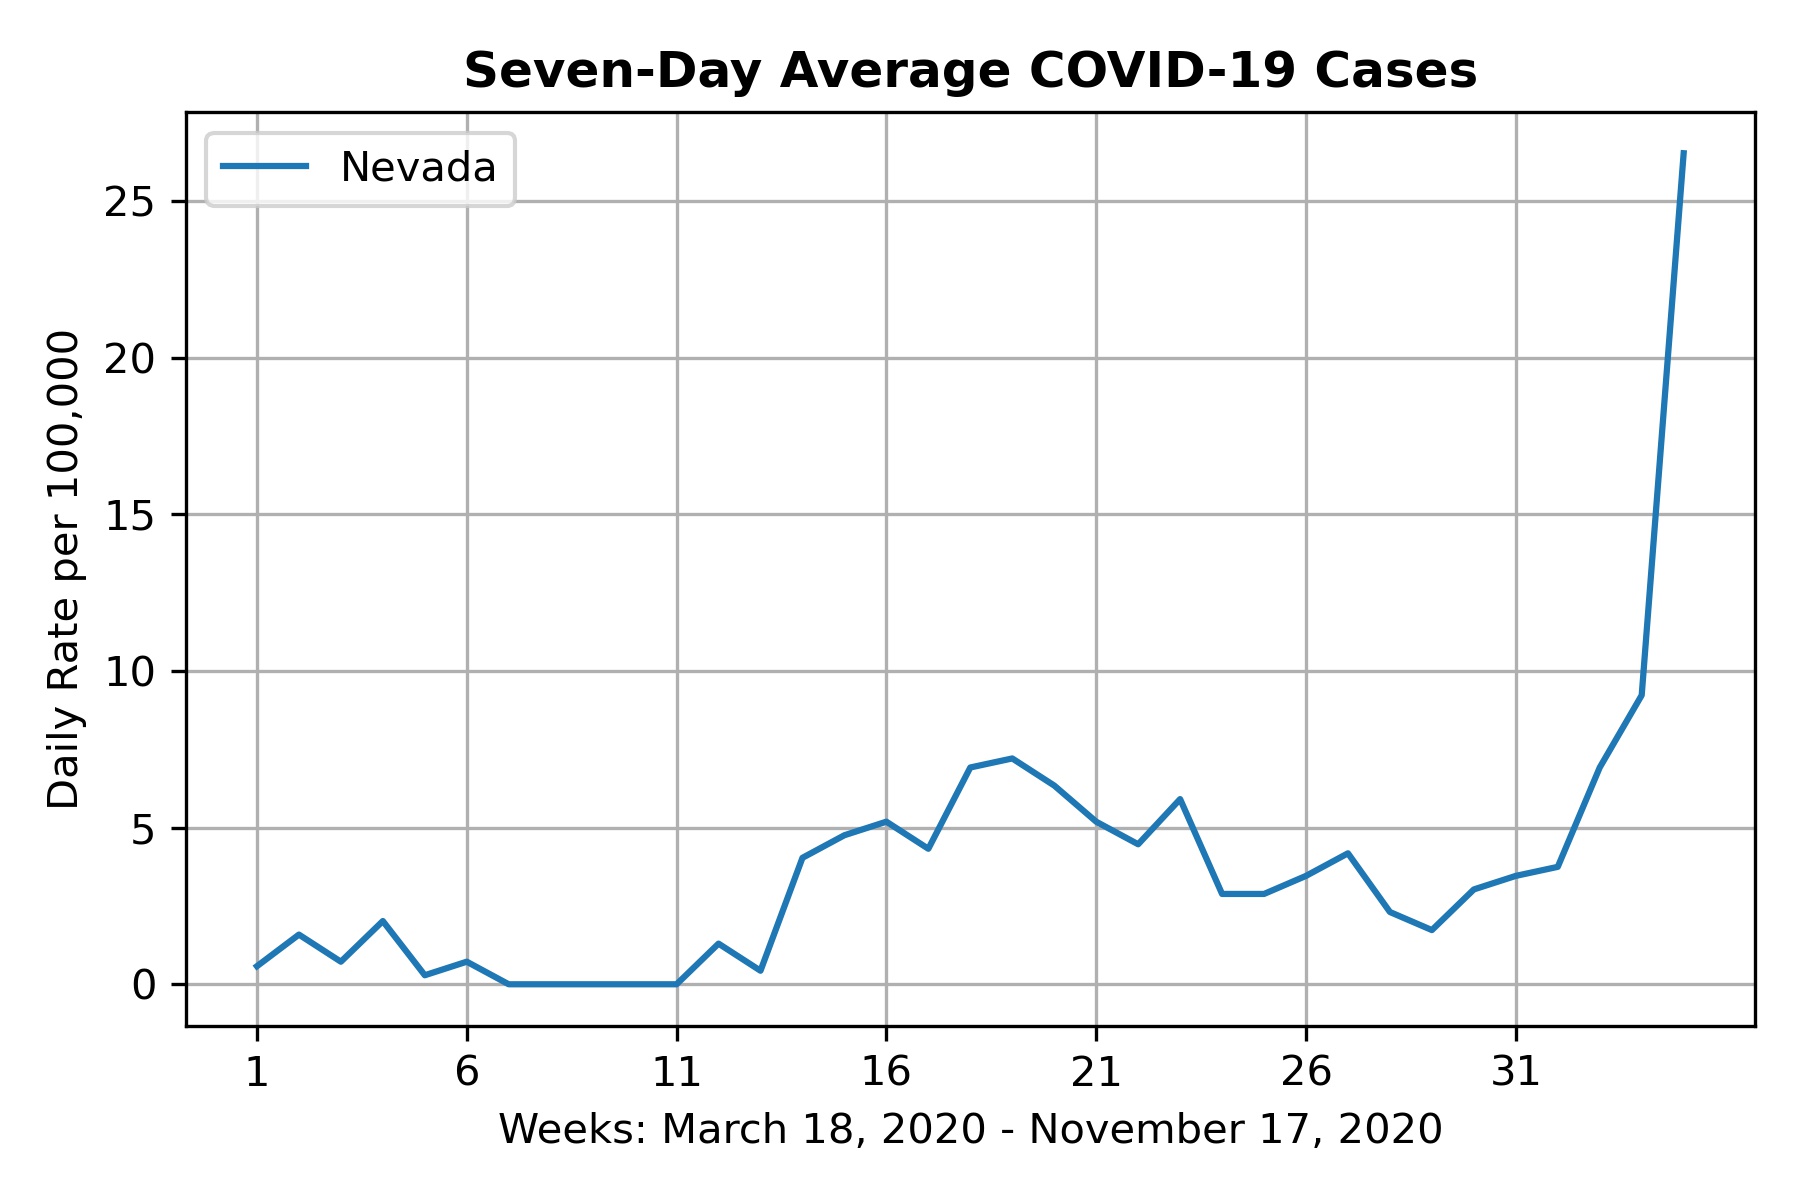 Seven-Day Average COVID-19 Cases
Nevada
Daily Rate per 100,000
25
20
15
10
5
0
1 6 11 16 21 26 31
Weeks: March 18, 2020 - November 17, 2020